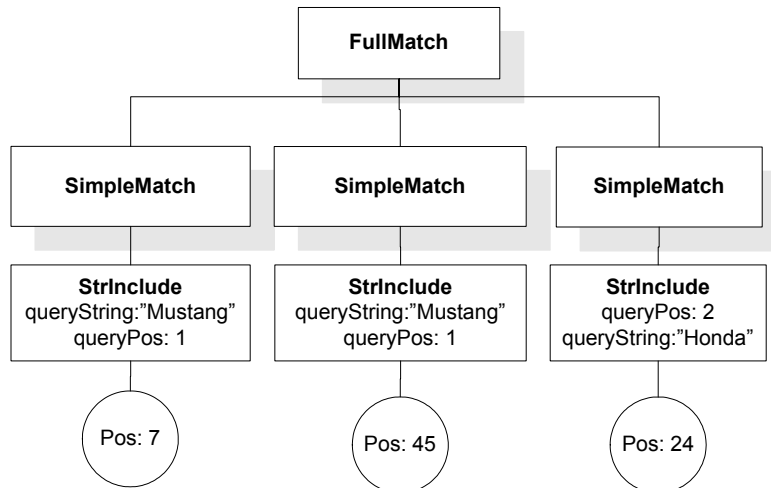 FullMatch
SimpleMatch
SimpleMatch
SimpleMatch
StrInclude
queryString:”Mustang”
queryPos: 1
StrInclude
queryString:”Mustang”
queryPos: 1
StrInclude
queryPos: 2
queryString:”Honda”
Pos: 7
Pos: 45
Pos: 24